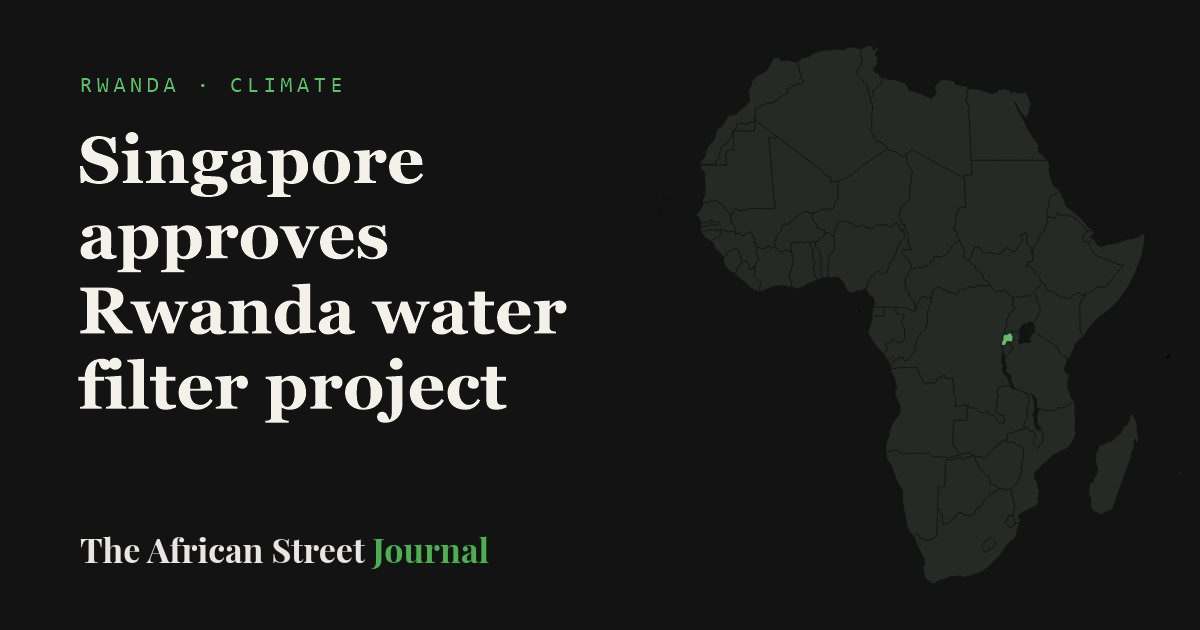 RWANDA · CLIMATE
Singapore
approves
Rwanda water
filter project
The African Street Journal